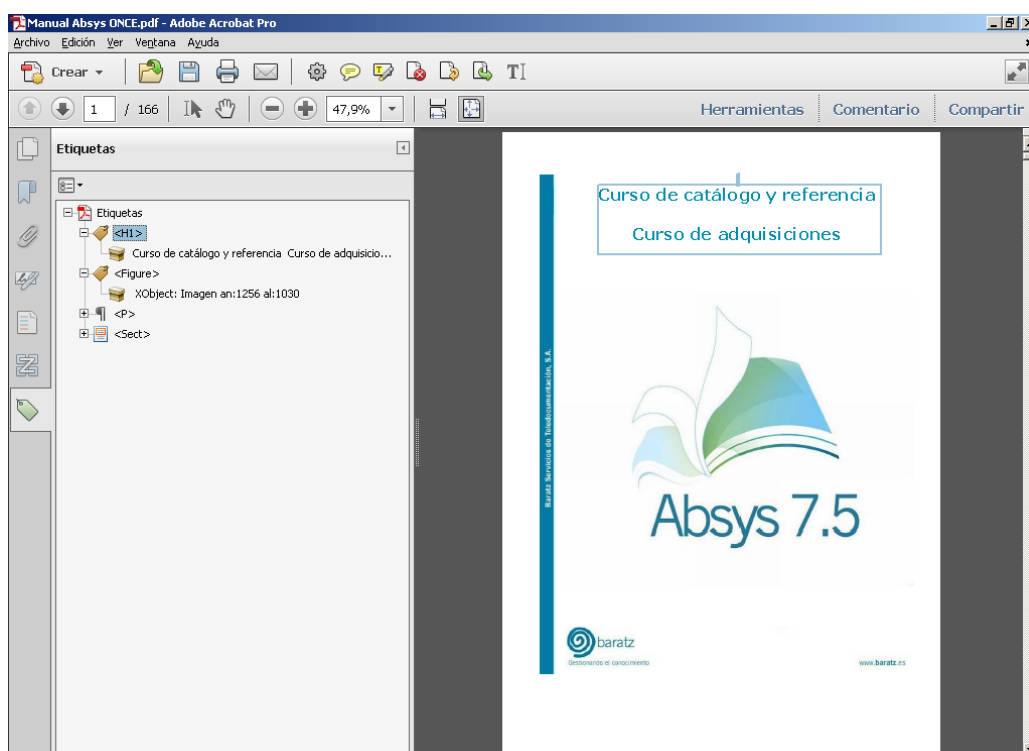 Manual Absys ONCE.pdf - Adobe Acrobat Pro
Archivo Edición Ver Ventana Ayuda
Crear
1 / 166 47,9% Herramientas Comentario Compartir
Etiquetas
Etiquetas
<H1>
Curso de catálogo y referencia Curso de adquisicio...
<Figure>
XObject: Imagen an:1256 al:1030
<P>
<Sect>
Curso de catálogo y referencia
Curso de adquisiciones
Baratz Servicios de Teledocumentación, S.A.
Absys 7.5
baratz
Gestionando el conocimiento
www.baratz.es